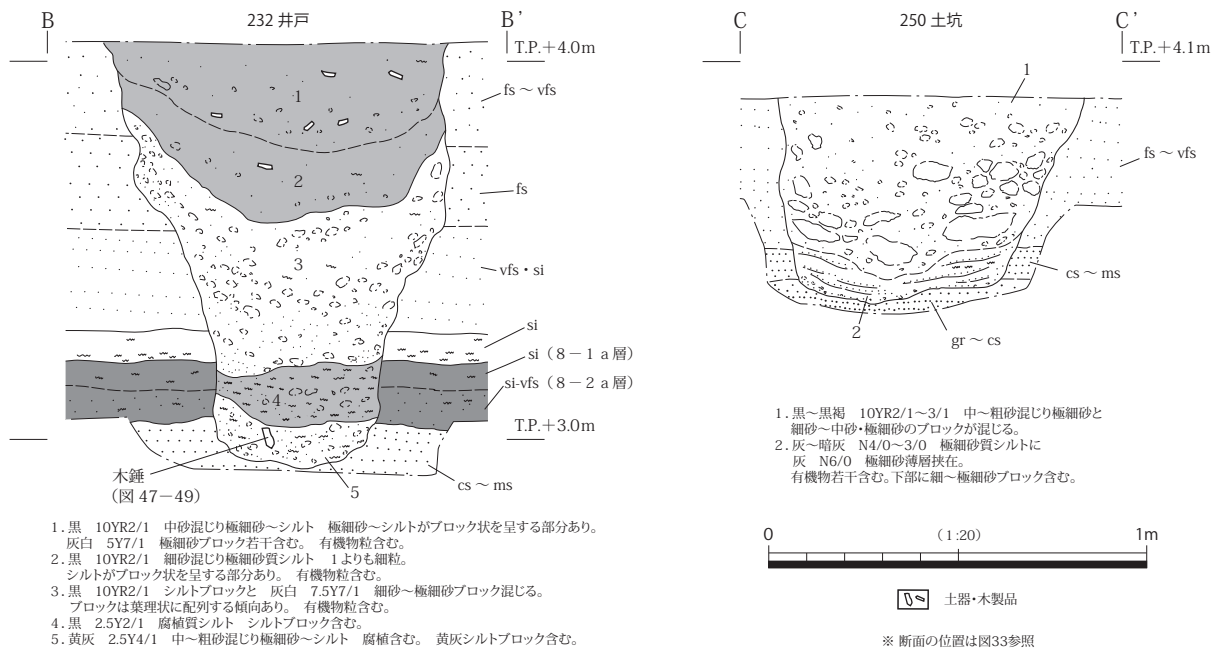 B
232 井戸
B'
T.P.+4.0m
fs ～ vfs
1
2
fs
3
vfs・si
si
si（8－1 a 層）
si-vfs（8－2 a 層）
4
T.P.+3.0m
木錘
（図 47－49）
5
cs ～ ms
1．黒　10YR2/1　中砂混じり極細砂～シルト　極細砂～シルトがブロック状を呈する部分あり。
灰白　5Y7/1　極細砂ブロック若干含む。　有機物粒含む。
2．黒　10YR2/1　細砂混じり極細砂質シルト　1よりも細粒。
シルトがブロック状を呈する部分あり。　有機物粒含む。
3．黒　10YR2/1　シルトブロックと　灰白　7.5Y7/1　細砂～極細砂ブロック混じる。
ブロックは葉理状に配列する傾向あり。　有機物粒含む。
4．黒　2.5Y2/1　腐植質シルト　シルトブロック含む。
5．黄灰　2.5Y4/1　中～粗砂混じり極細砂～シルト　腐植含む。　黄灰シルトブロック含む。
C
250 土坑
C'
T.P.+4.1m
1
fs ～ vfs
cs ～ ms
2
gr ～ cs
1．黒～黒褐　10YR2/1～3/1　中～粗砂混じり極細砂と
細砂～中砂・極細砂のブロックが混じる。
2．灰～暗灰　N4/0～3/0　極細砂質シルトに
灰　N6/0　極細砂薄層挟在。
有機物若干含む。下部に細～極細砂ブロック含む。
0
（1:20）
1m
土器・木製品
※ 断面の位置は図33参照